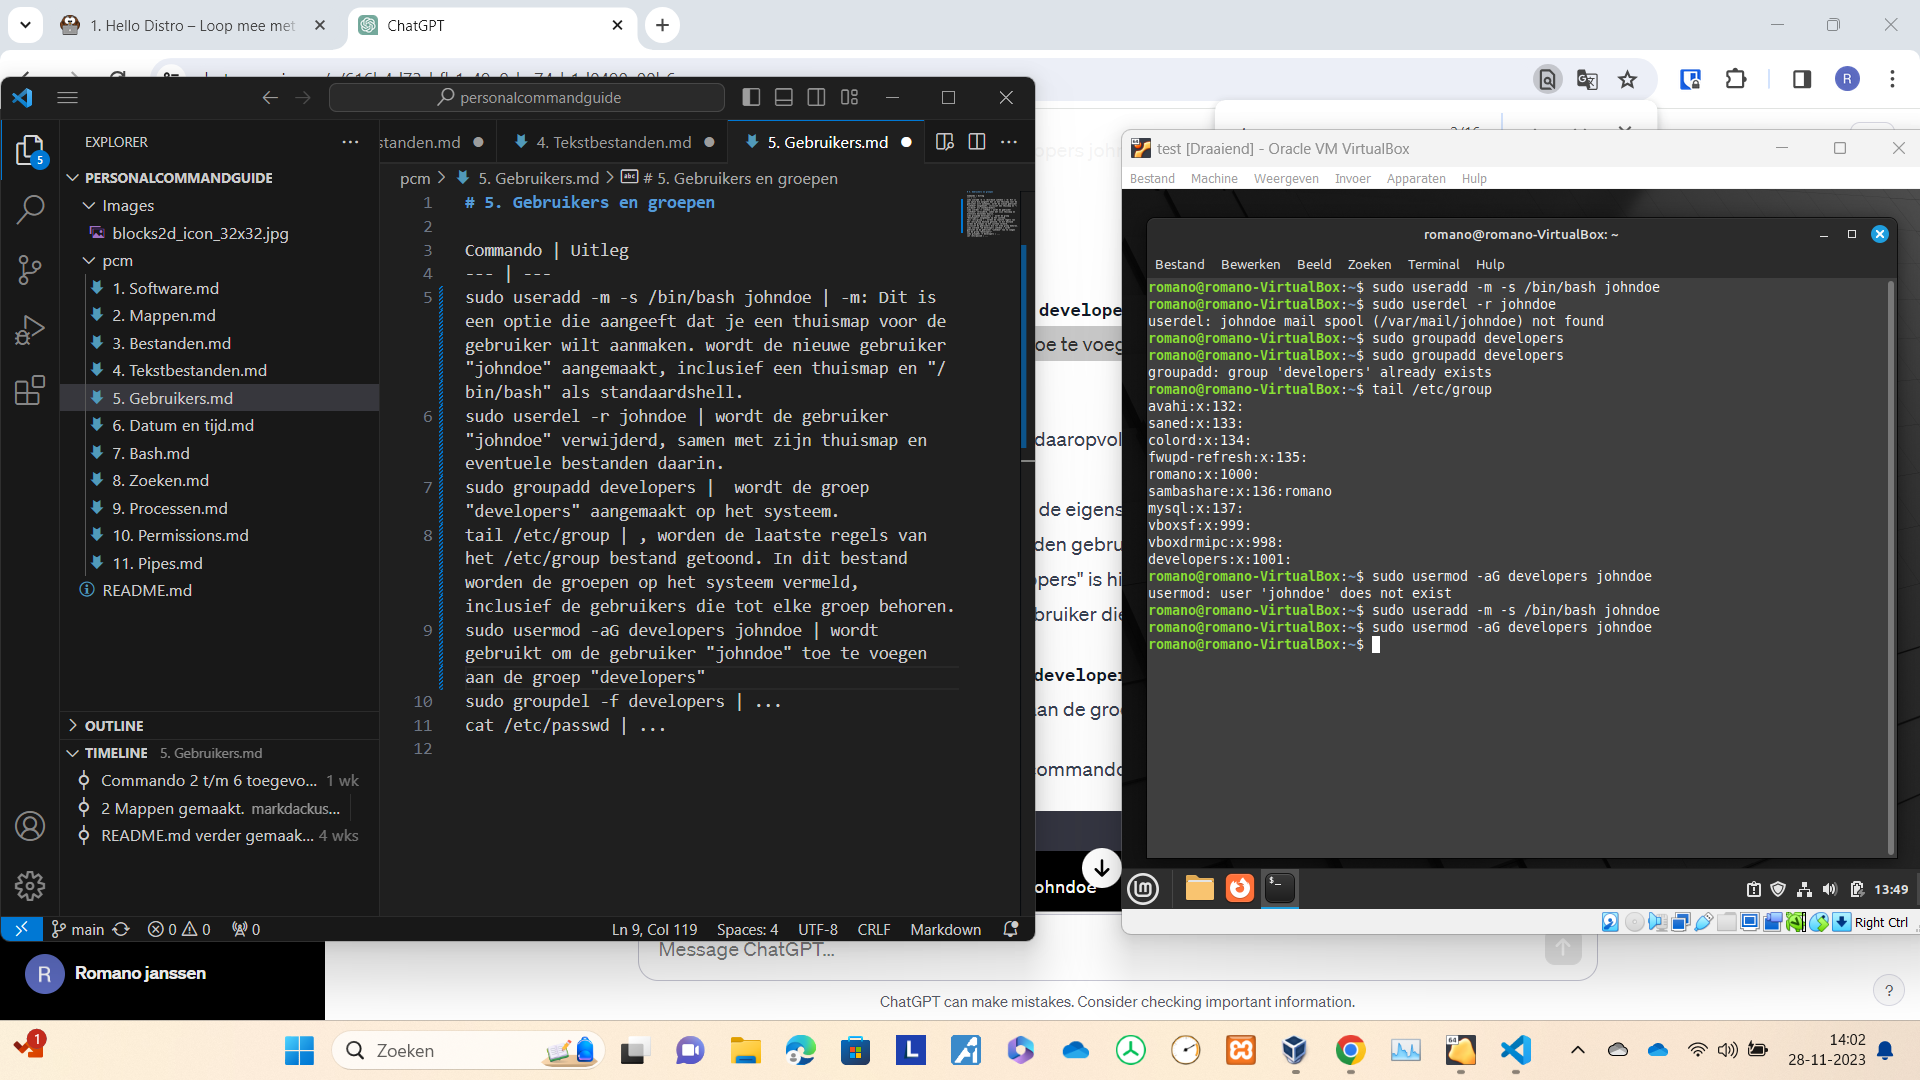 1. Hello Distro – Loop mee met
ChatGPT
personalcommandguide
EXPLORER
PERSONALCOMMANDGUIDE
Images
blocks2d_icon_32x32.jpg
pcm
1. Software.md
2. Mappen.md
3. Bestanden.md
4. Tekstbestanden.md
5. Gebruikers.md
6. Datum en tijd.md
7. Bash.md
8. Zoeken.md
9. Processen.md
10. Permissions.md
11. Pipes.md
README.md
OUTLINE
TIMELINE 5. Gebruikers.md
Commando 2 t/m 6 toegevo... 1 wk
2 Mappen gemaakt. markdackus...
README.md verder gemaak... 4 wks
5
standen.md
4. Tekstbestanden.md
5. Gebruikers.md
pcm > 5. Gebruikers.md > # 5. Gebruikers en groepen
1 # 5. Gebruikers en groepen
2
3 Commando | Uitleg
4 --- | ---
5 sudo useradd -m -s /bin/bash johndoe | -m: Dit is
een optie die aangeeft dat je een thuismap voor de
gebruiker wilt aanmaken. wordt de nieuwe gebruiker
"johndoe" aangemaakt, inclusief een thuismap en "/
bin/bash" als standaardshell.
6 sudo userdel -r johndoe | wordt de gebruiker
"johndoe" verwijderd, samen met zijn thuismap en
eventuele bestanden daarin.
7 sudo groupadd developers |  wordt de groep
"developers" aangemaakt op het systeem.
8 tail /etc/group | , worden de laatste regels van
het /etc/group bestand getoond. In dit bestand
worden de groepen op het systeem vermeld,
inclusief de gebruikers die tot elke groep behoren.
9 sudo usermod -aG developers johndoe | wordt
gebruikt om de gebruiker "johndoe" toe te voegen
aan de groep "developers"
10 sudo groupdel -f developers | ...
11 cat /etc/passwd | ...
12
main 0 0 0
Ln 9, Col 119 Spaces: 4 UTF-8 CRLF Markdown
develope
oe te voeg
daaropvol
de eigens
den gebru
pers" is hi
bruiker die
develope
an de gro
ommando
ohndoe
test [Draaiend] - Oracle VM VirtualBox
Bestand Machine Weergeven Invoer Apparaten Hulp
romano@romano-VirtualBox: ~
Bestand Bewerken Beeld Zoeken Terminal Hulp
romano@romano-VirtualBox:~$ sudo useradd -m -s /bin/bash johndoe
romano@romano-VirtualBox:~$ sudo userdel -r johndoe
userdel: johndoe mail spool (/var/mail/johndoe) not found
romano@romano-VirtualBox:~$ sudo groupadd developers
romano@romano-VirtualBox:~$ sudo groupadd developers
groupadd: group 'developers' already exists
romano@romano-VirtualBox:~$ tail /etc/group
avahi:x:132:
saned:x:133:
colord:x:134:
fwupd-refresh:x:135:
romano:x:1000:
sambashare:x:136:romano
mysql:x:137:
vboxsf:x:999:
vboxdrmipc:x:998:
developers:x:1001:
romano@romano-VirtualBox:~$ sudo usermod -aG developers johndoe
usermod: user 'johndoe' does not exist
romano@romano-VirtualBox:~$ sudo useradd -m -s /bin/bash johndoe
romano@romano-VirtualBox:~$ sudo usermod -aG developers johndoe
romano@romano-VirtualBox:~$
13:49
Right Ctrl
R Romano janssen
Message ChatGPT...
ChatGPT can make mistakes. Consider checking important information.
?
1
Zoeken
14:02
28-11-2023